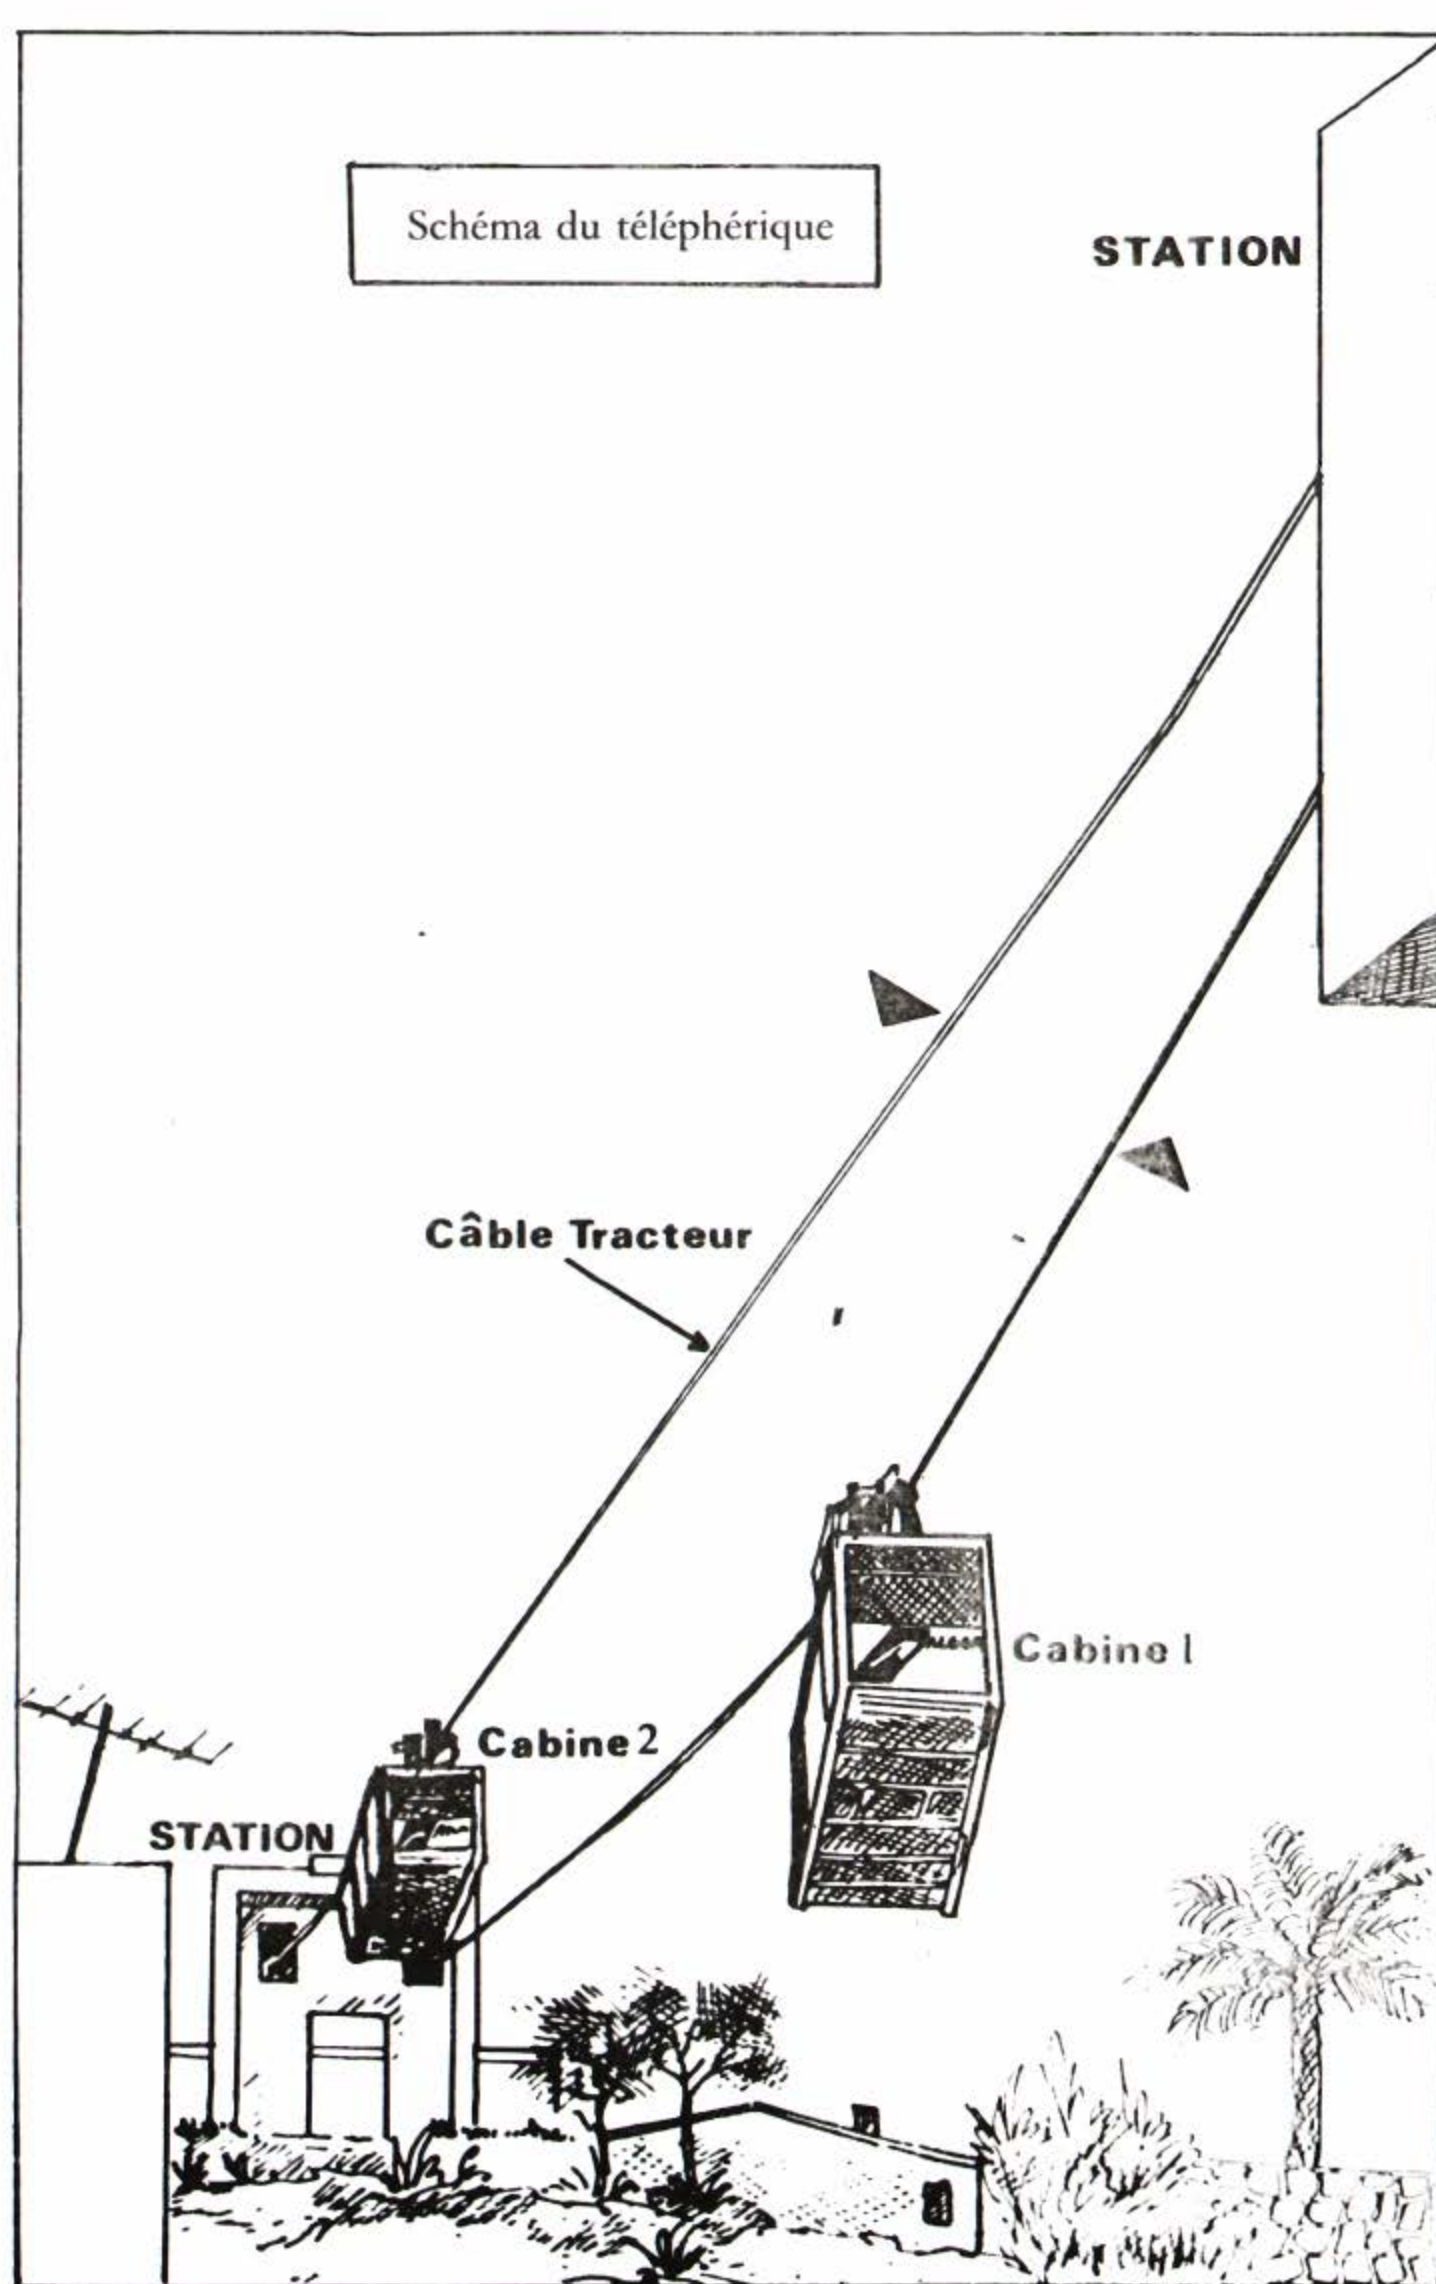 Schéma du téléphérique
STATION
Câble Tracteur
Cabine 1
Cabine 2
STATION